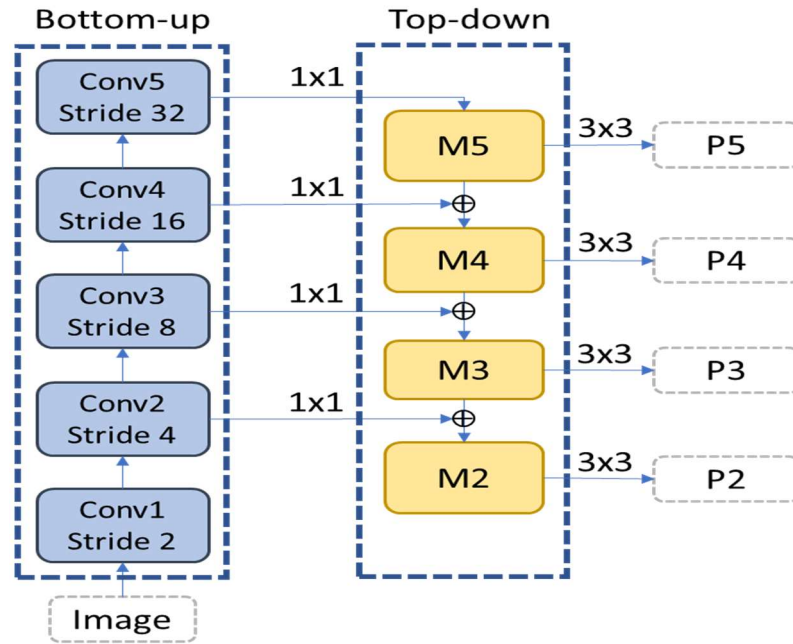 Bottom-up
Top-down
Conv5
Stride 32
1x1
M5
3x3
P5
Conv4
Stride 16
1x1
M4
3x3
P4
Conv3
Stride 8
1x1
M3
3x3
P3
Conv2
Stride 4
1x1
M2
3x3
P2
Conv1
Stride 2
Image